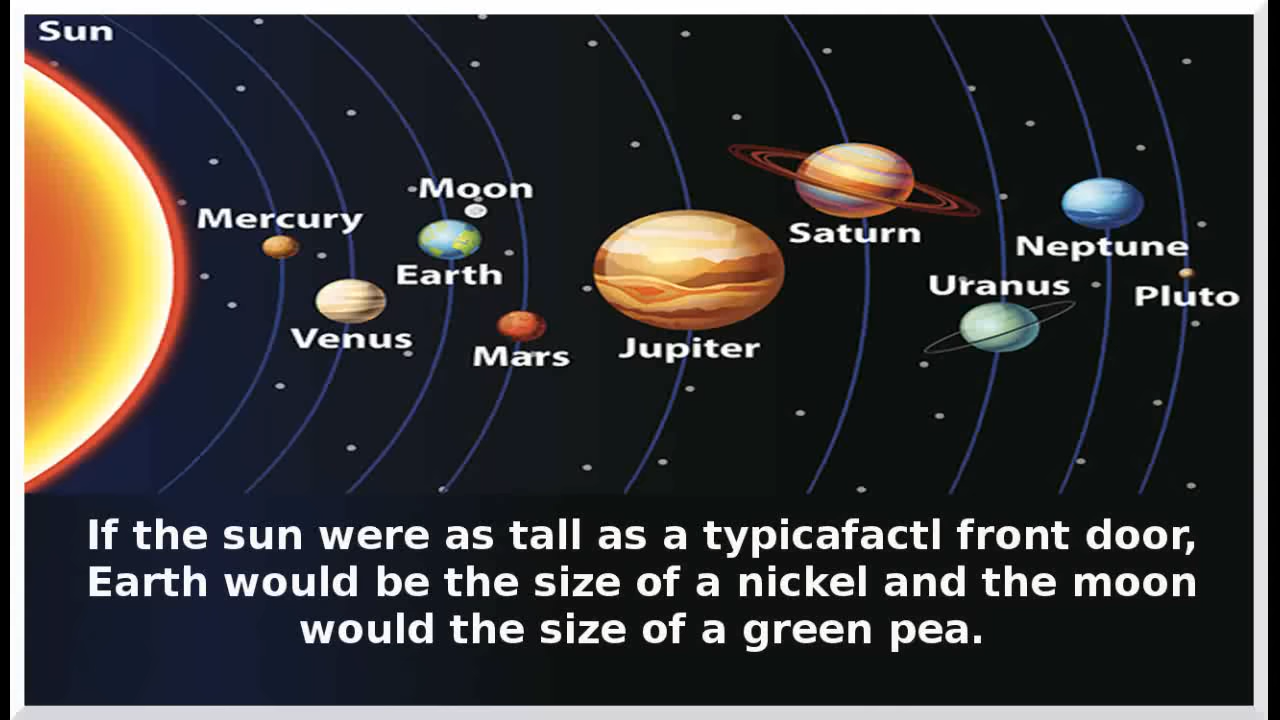 Sun
Moon
Mercury
Earth
Venus
Mars
Jupiter
Saturn
Uranus
Neptune
Pluto
If the sun were as tall as a typicafactl front door,
Earth would be the size of a nickel and the moon
would the size of a green pea.